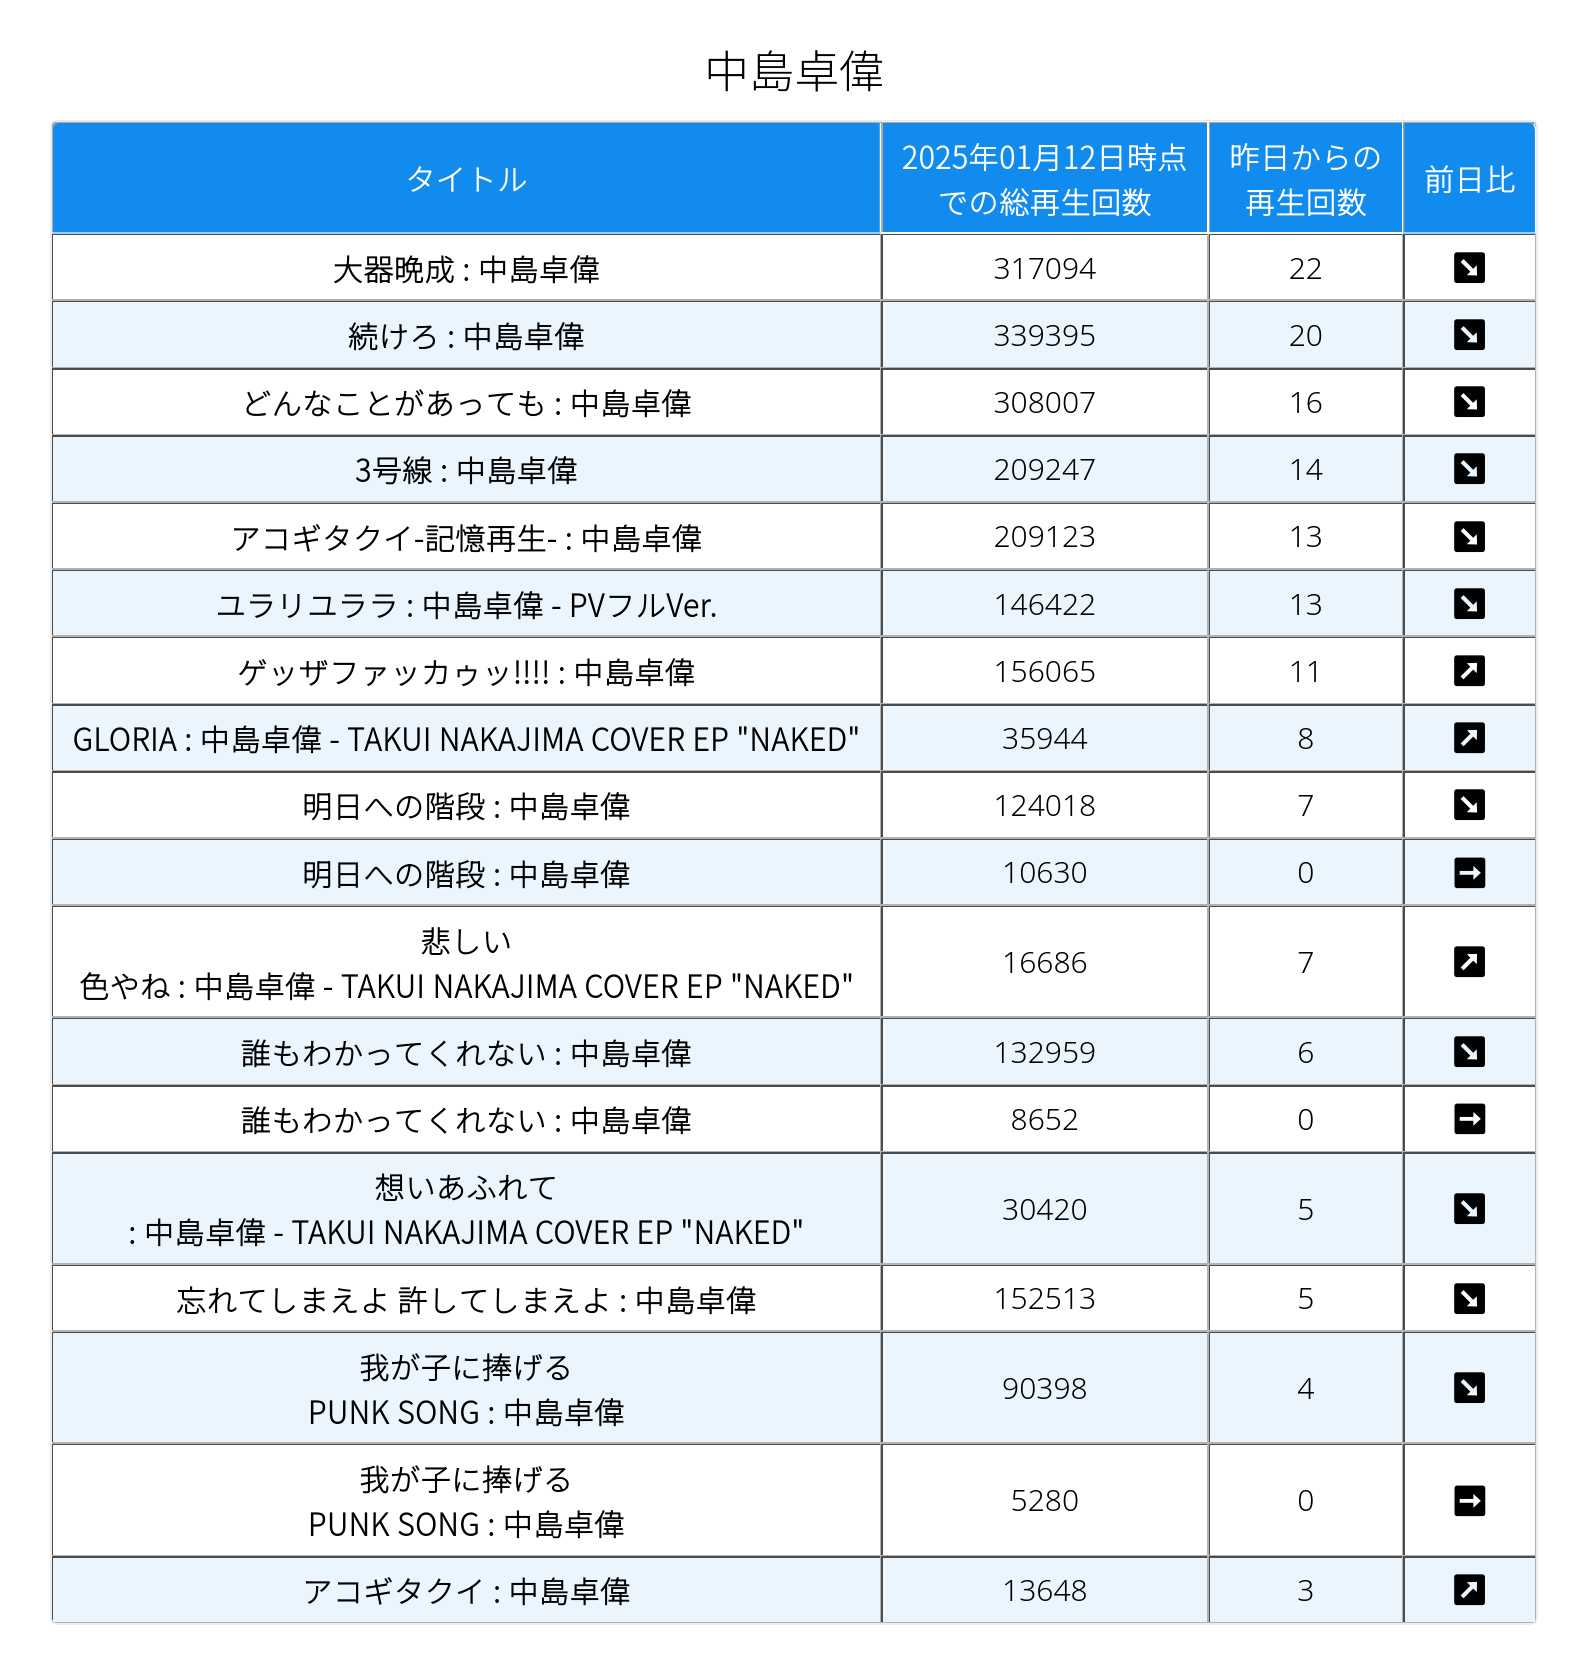 中島卓偉
タイトル
2025年01月12日時点
での総再生回数
昨日からの
再生回数
前日比
大器晩成 : 中島卓偉 317094 22 ↘
続けろ : 中島卓偉 339395 20 ↘
どんなことがあっても : 中島卓偉 308007 16 ↘
3号線 : 中島卓偉 209247 14 ↘
アコギタクイ-記憶再生- : 中島卓偉 209123 13 ↘
ユラリユララ : 中島卓偉 - PVフルVer. 146422 13 ↘
ゲッザファッカゥッ!!!! : 中島卓偉 156065 11 ↗
GLORIA : 中島卓偉 - TAKUI NAKAJIMA COVER EP "NAKED" 35944 8 ↗
明日への階段 : 中島卓偉 124018 7 ↘
明日への階段 : 中島卓偉 10630 0 →
悲しい
色やね : 中島卓偉 - TAKUI NAKAJIMA COVER EP "NAKED" 16686 7 ↗
誰もわかってくれない : 中島卓偉 132959 6 ↘
誰もわかってくれない : 中島卓偉 8652 0 →
想いあふれて
: 中島卓偉 - TAKUI NAKAJIMA COVER EP "NAKED" 30420 5 ↘
忘れてしまえよ 許してしまえよ : 中島卓偉 152513 5 ↘
我が子に捧げる
PUNK SONG : 中島卓偉 90398 4 ↘
我が子に捧げる
PUNK SONG : 中島卓偉 5280 0 →
アコギタクイ : 中島卓偉 13648 3 ↗